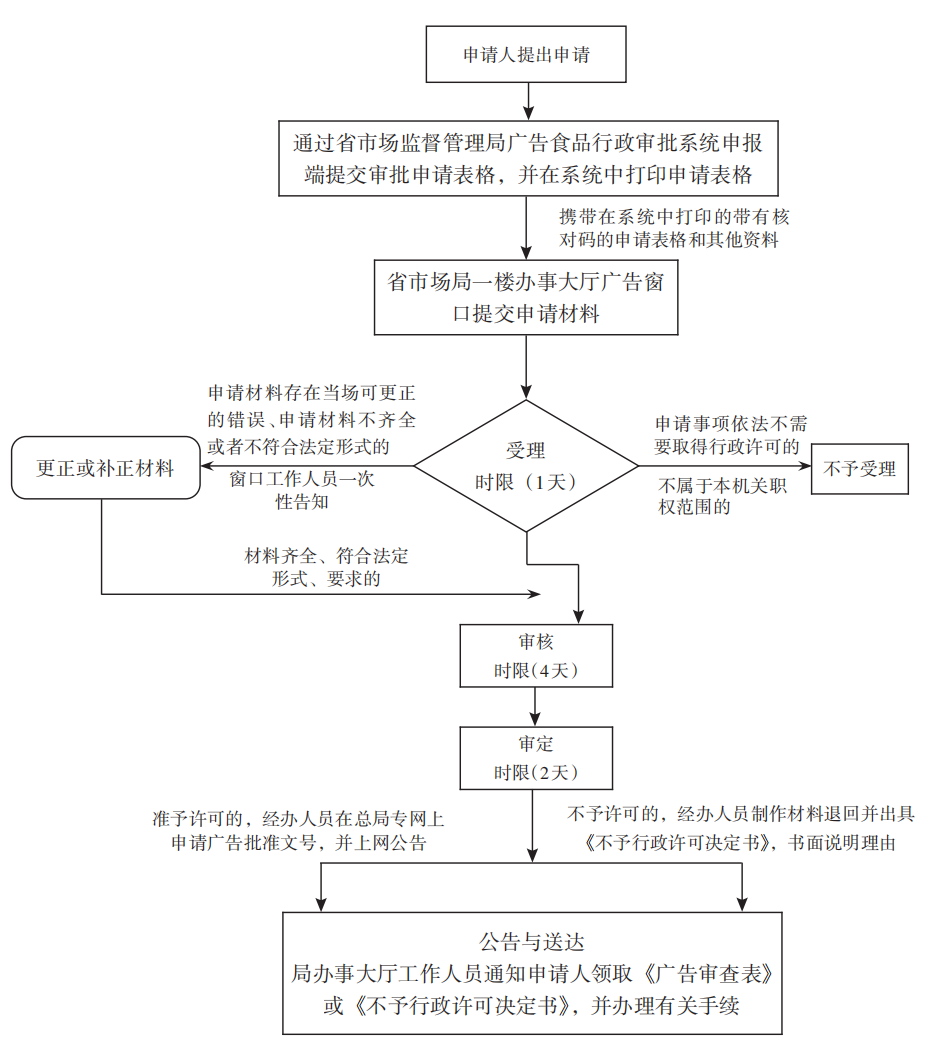 申请人提出申请
通过省市场监督管理局广告食品行政审批系统申报
端提交审批申请表格，并在系统中打印申请表格
携带在系统中打印的带有核
对码的申请表格和其他资料
省市场局一楼办事大厅广告窗
口提交申请材料
申请材料存在当场可更正
的错误、申请材料不齐全
或者不符合法定形式的
窗口工作人员一次
性告知
更正或补正材料
受理
时限（1天）
申请事项依法不需
要取得行政许可的
不属于本机关职
权范围的
不予受理
材料齐全、符合法定
形式、要求的
审核
时限(4天）
审定
时限(2天）
准予许可的，经办人员在总局专网上
申请广告批准文号，并上网公告
不予许可的，经办人员制作材料退回并出具
《不予行政许可决定书》，书面说明理由
公告与送达
局办事大厅工作人员通知申请人领取《广告审查表》
或《不予行政许可决定书》，并办理有关手续